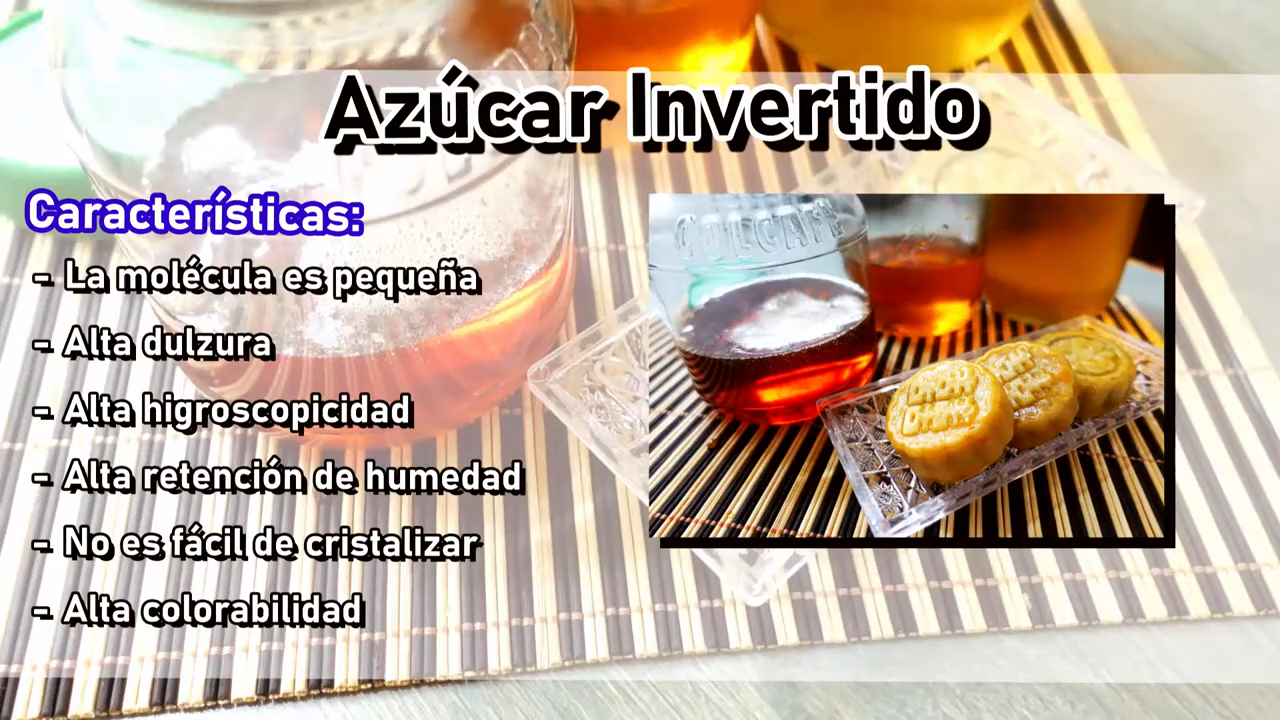 Azúcar Invertido
Características:
- La molécula es pequeña
- Alta dulzura
- Alta higroscopicidad
- Alta retención de humedad
- No es fácil de cristalizar
- Alta colorabilidad
COLCAFE